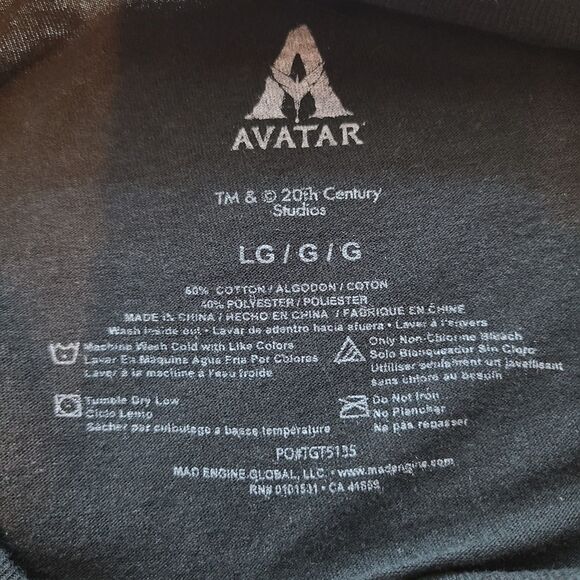 AVATAR
TM & © 20th Century
Studios
LG / G / G
60% COTTON / ALGODON / COTON
40% POLYESTER / POLIESTER
MADE IN CHINA / HECHO EN CHINA / FABRIQUE EN CHINE
Wash inside out • Lavar de adentro hacia afuera • Laver à l'envers
Machine Wash Cold with Like Colors
Lavar En Maquina Agua Fria Por Colores
Laver à la machine à l'eau froide
Only Non-Chlorine Bleach
Solo Blanqueador Sin Cloro
Utiliser seulement un javellisant
sans chlore au besoin
Tumble Dry Low
Ciclo Lento
Sécher par culbutage à basse température
Do Not Iron
No Planchar
Ne pas repasser
PO#TGT5135
MAD ENGINE GLOBAL, LLC. • www.madengine.com
RN# 0101531 • CA